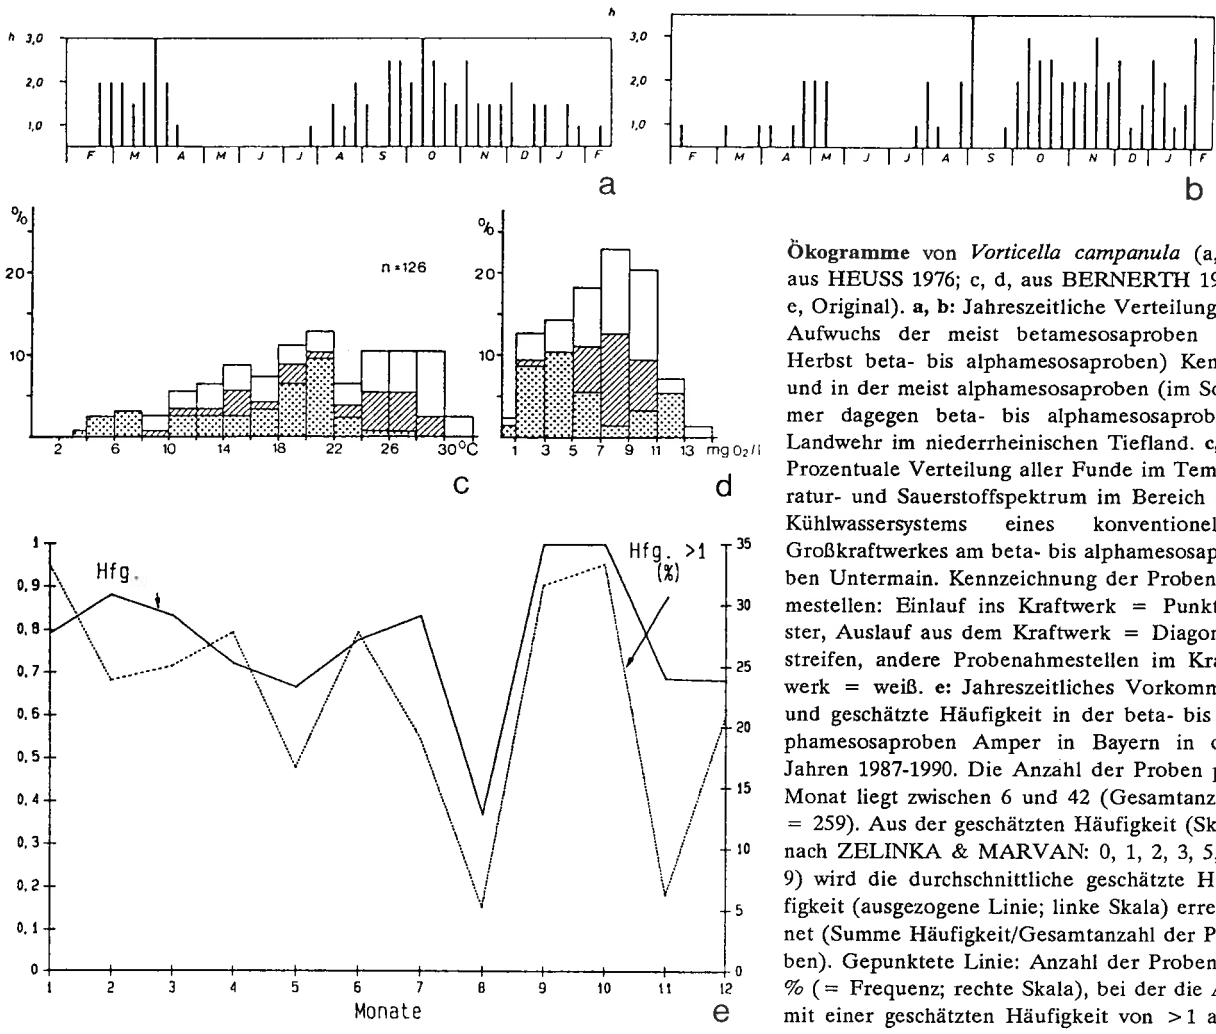 h 3,0
2,0
1,0
F M A M J J A S O N D J F
a
h
3,0
2,0
1,0
F M A M J J A S O N D J F
b
%
20
10
n = 126
2 6 10 14 18 22 26 30°C
c
%
20
10
1 3 5 7 9 11 13 mg O₂/l
d
1
0,9
0,8
0,7
0,6
0,5
0,4
0,3
0,2
0,1
0
Hfg.
Hfg. >1
(%)
35
30
25
20
15
10
5
0
1 2 3 4 5 6 7 8 9 10 11 12
Monate
e
Ökogramme von Vorticella campanula (a,
aus HEUSS 1976; c, d, aus BERNERTH 19
e, Original). a, b: Jahreszeitliche Verteilung
Aufwuchs der meist betamesosaproben
Herbst beta- bis alphamesosaproben) Ken
und in der meist alphamesosaproben (im So
mer dagegen beta- bis alphamesosaprob
Landwehr im niederrheinischen Tiefland. c,
Prozentuale Verteilung aller Funde im Tem
ratur- und Sauerstoffspektrum im Bereich
Kühlwassersystems eines konventionel
Großkraftwerkes am beta- bis alphamesosap
ben Untermain. Kennzeichnung der Proben
mestellen: Einlauf ins Kraftwerk = Punkt
ster, Auslauf aus dem Kraftwerk = Diagon
streifen, andere Probenahmestellen im Kra
werk = weiß. e: Jahreszeitliches Vorkomm
und geschätzte Häufigkeit in der beta- bis
phamesosaproben Amper in Bayern in d
Jahren 1987-1990. Die Anzahl der Proben p
Monat liegt zwischen 6 und 42 (Gesamtanz
= 259). Aus der geschätzten Häufigkeit (Sk
nach ZELINKA & MARVAN: 0, 1, 2, 3, 5,
9) wird die durchschnittliche geschätzte H
figkeit (ausgezogene Linie; linke Skala) erre
net (Summe Häufigkeit/Gesamtanzahl der P
ben). Gepunktete Linie: Anzahl der Proben
% (= Frequenz; rechte Skala), bei der die A
mit einer geschätzten Häufigkeit von >1 a